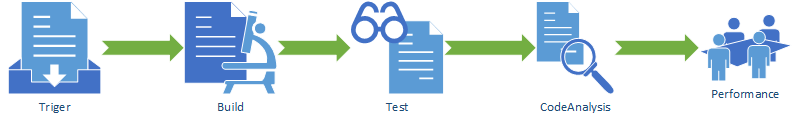 Triger
Build
Test
CodeAnalysis
Performance